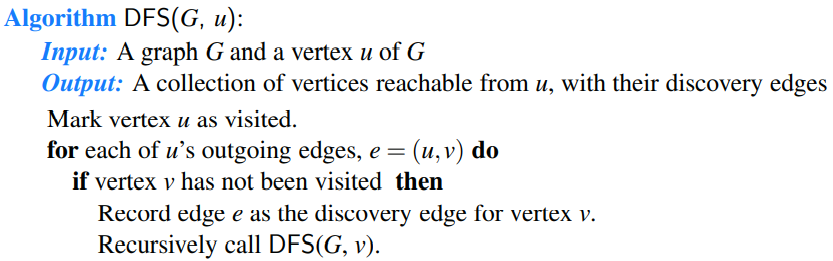 Algorithm DFS(G, u):
Input: A graph G and a vertex u of G
Output: A collection of vertices reachable from u, with their discovery edges
Mark vertex u as visited.
for each of u’s outgoing edges, e = (u,v) do
if vertex v has not been visited then
Record edge e as the discovery edge for vertex v.
Recursively call DFS(G, v).